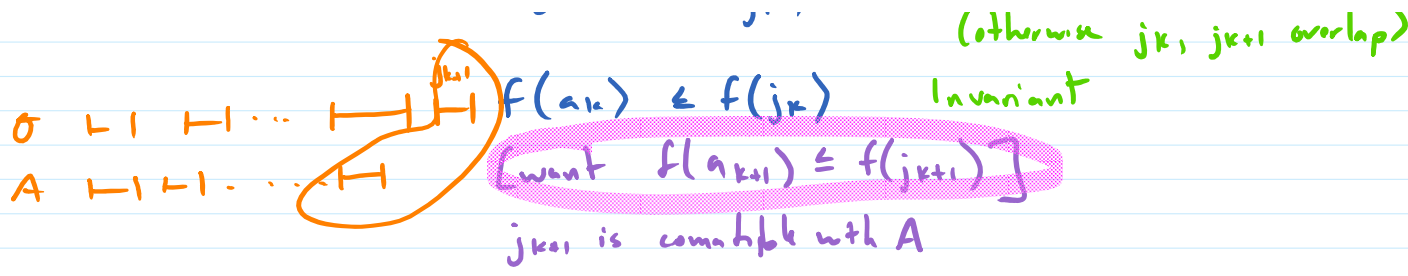 (otherwise jk, jk+1 overlap)
jk+1
f(ak) ≤ f(jk) Invariant
O ...
[want f(ak+1) ≤ f(jk+1)]
A ....
jk+1 is comatible with A